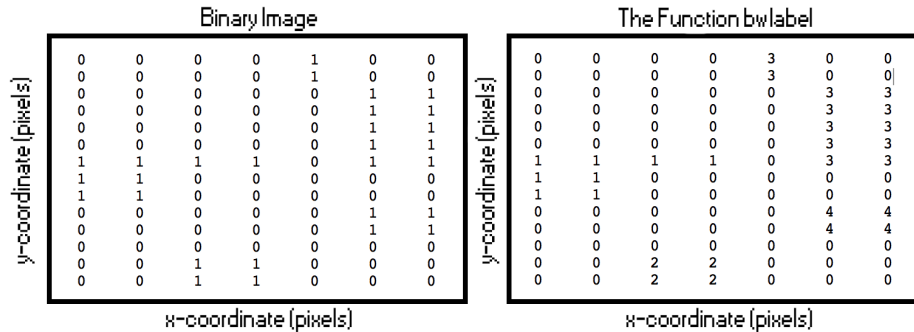 Binary Image
y-coordinate (pixels)
0 0 0 0 1 0 0
0 0 0 0 1 0 0
0 0 0 0 0 1 1
0 0 0 0 0 1 1
0 0 0 0 0 1 1
0 0 0 0 0 1 1
1 1 1 1 0 1 1
1 1 0 0 0 0 0
1 1 0 0 0 0 0
0 0 0 0 0 1 1
0 0 0 0 0 1 1
0 0 0 0 0 0 0
0 0 1 1 0 0 0
0 0 1 1 0 0 0
x-coordinate (pixels)
The Function bwlabel
y-coordinate (pixels)
0 0 0 0 3 0 0
0 0 0 0 3 0 0
0 0 0 0 0 3 3
0 0 0 0 0 3 3
0 0 0 0 0 3 3
0 0 0 0 0 3 3
1 1 1 1 0 3 3
1 1 0 0 0 0 0
1 1 0 0 0 0 0
0 0 0 0 0 4 4
0 0 0 0 0 4 4
0 0 0 0 0 0 0
0 0 2 2 0 0 0
0 0 2 2 0 0 0
x-coordinate (pixels)